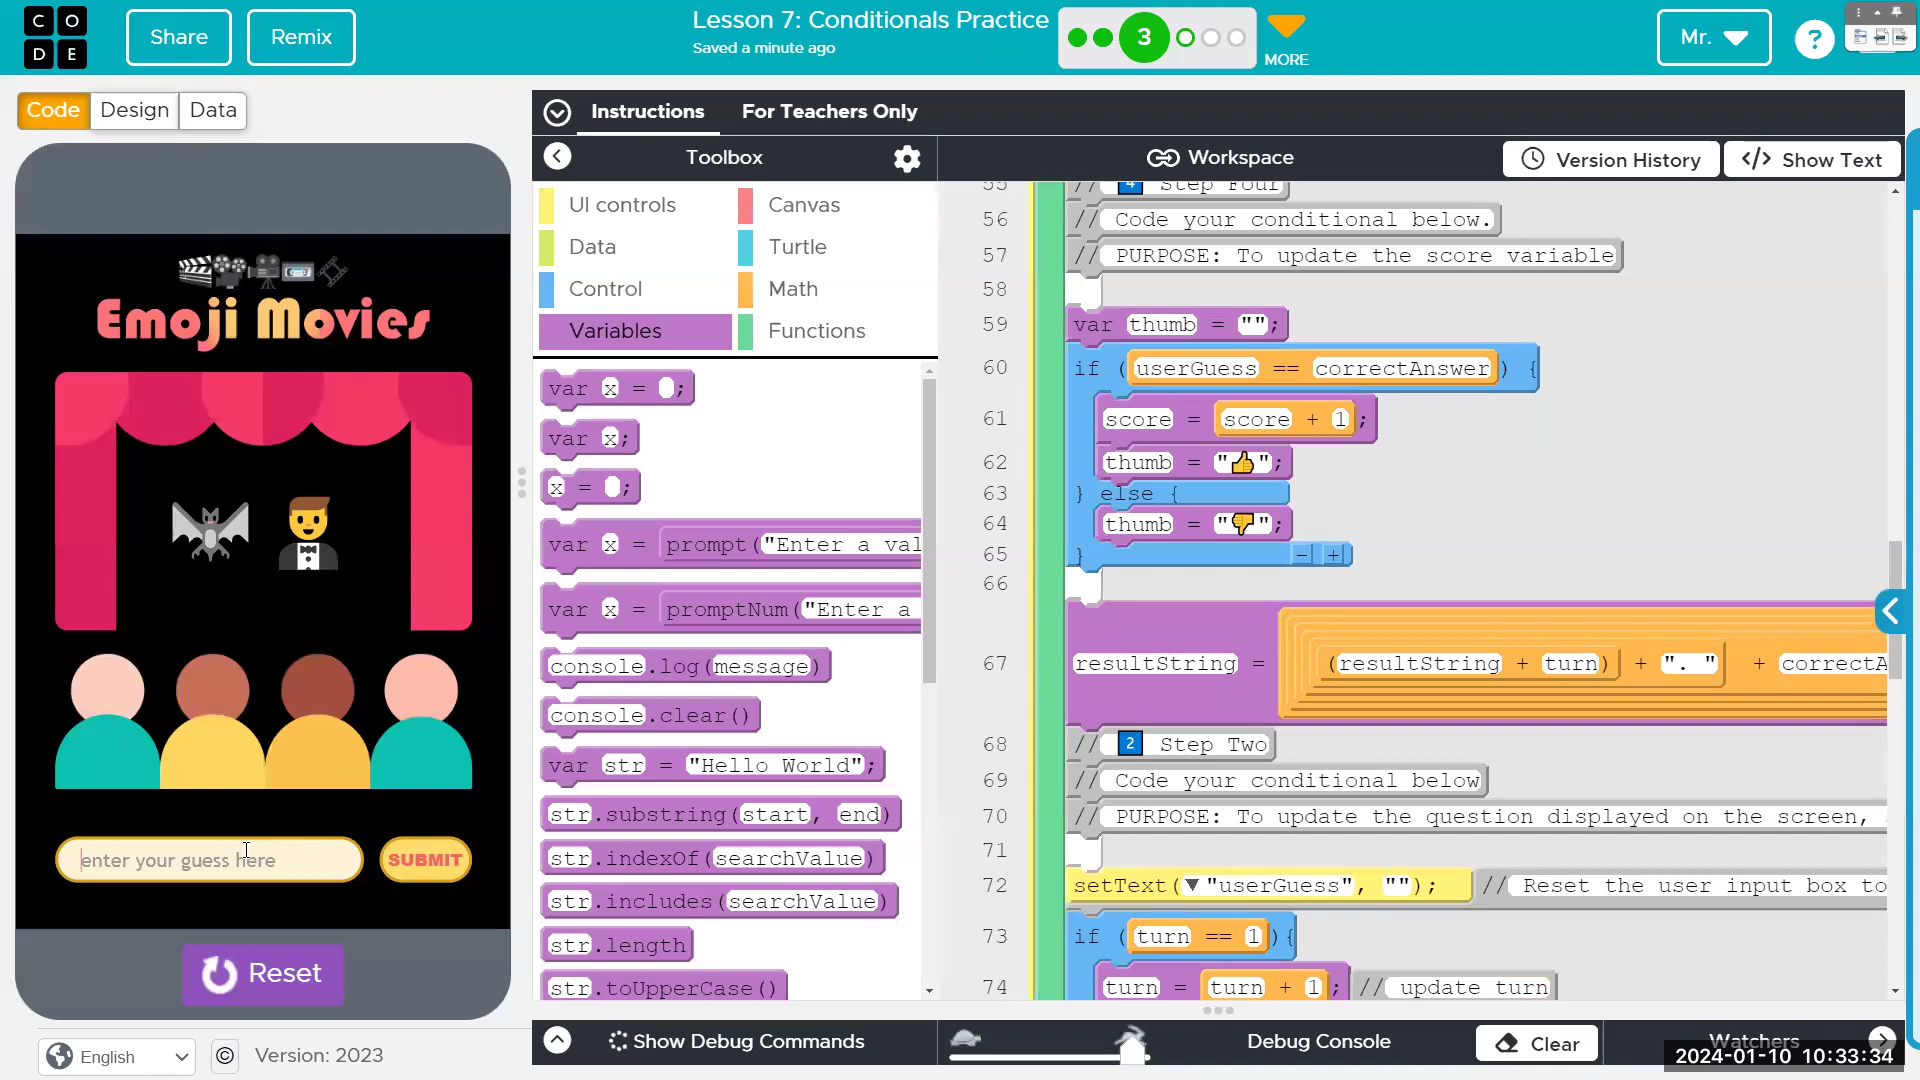 CO
DE
Share
Remix
Lesson 7: Conditionals Practice
Saved a minute ago
3
MORE
Mr.
?
Code
Design
Data
Instructions
For Teachers Only
Toolbox
Workspace
Version History
</> Show Text
UI controls
Canvas
Data
Turtle
Control
Math
Variables
Functions
var x = ;
var x;
x = ;
var x = prompt("Enter a val
var x = promptNum("Enter a
console.log(message)
console.clear()
var str = "Hello World";
str.substring(start, end)
str.indexOf(searchValue)
str.includes(searchValue)
str.length
str.toUpperCase()
55 // 4 Step Four
56 // Code your conditional below.
57 // PURPOSE: To update the score variable
58
59 var thumb = "";
60 if (userGuess == correctAnswer) {
61 score = score + 1;
62 thumb = "👍";
63 } else {
64 thumb = "👎";
65 } - +
66
67 resultString = (resultString + turn) + ". " + correctA
68 // 2 Step Two
69 // Code your conditional below
70 // PURPOSE: To update the question displayed on the screen,
71
72 setText(▼"userGuess", ""); // Reset the user input box to
73 if (turn == 1){
74 turn = turn + 1; // update turn
Emoji Movies
enter your guess here
SUBMIT
Reset
English
© Version: 2023
Show Debug Commands
Debug Console
Clear
Watchers
2024-01-10 10:33:34